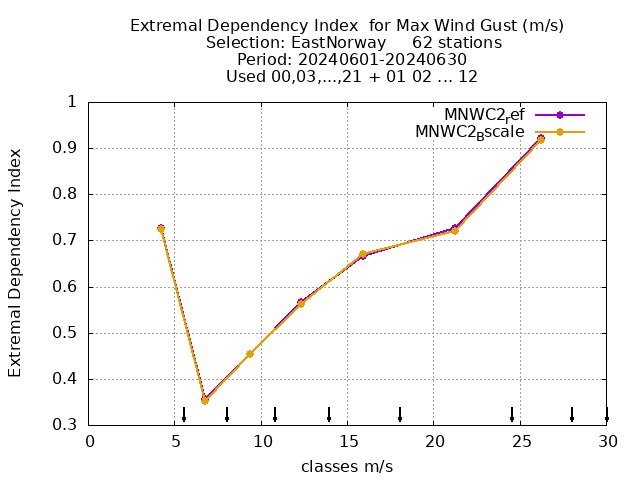 Extremal Dependency Index  for Max Wind Gust (m/s)
Selection: EastNorway     62 stations
Period: 20240601-20240630
Used 00,03,...,21 + 01 02 ... 12
MNWC2ref
MNWC2Bscale
1
0.9
0.8
0.7
0.6
0.5
0.4
0.3
Extremal Dependency Index
0 5 10 15 20 25 30
classes m/s